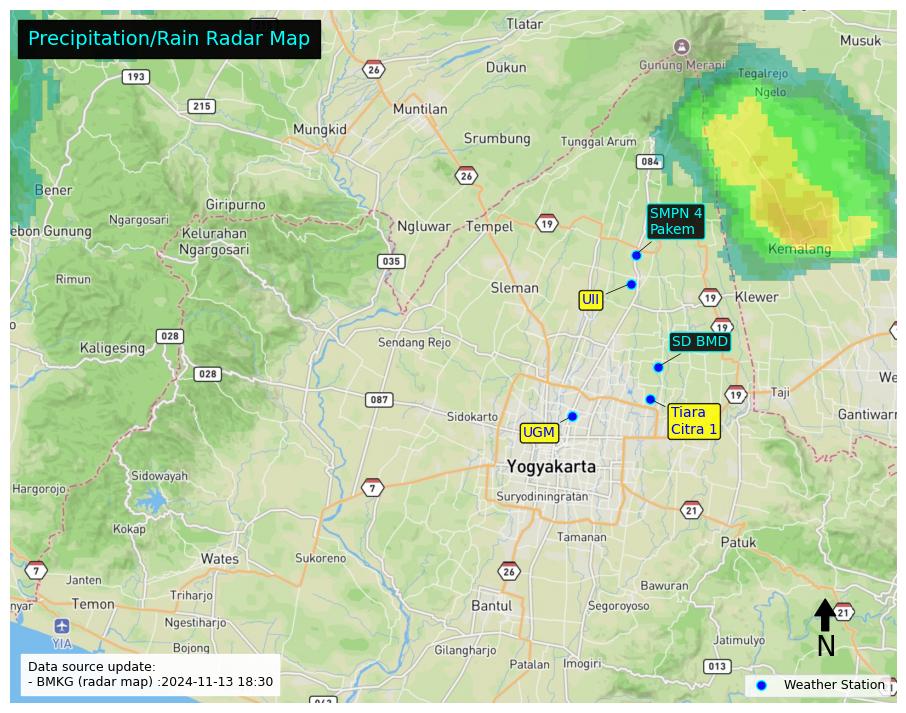 Precipitation/Rain Radar Map
Tlatar
Musuk
Gunung Merapi
Tegalrejo
26
Dukun
193
Ngelo
215
Muntilan
Mungkid
Srumbung
Tunggal Arum
084
26
Bener
Giripurno
SMPN 4
Pakem
Ngargosari
ebon Gunung
Kelurahan
Ngargosari
Ngluwar
Tempel
19
Kemalang
035
Rimun
Sleman
UII
19
Klewer
19
028
Sendang Rejo
SD BMD
Kaligesing
028
We
087
19
Taji
Sidokarto
Tiara
Citra 1
Gantiwarn
UGM
Yogyakarta
Sidowayah
Hargorojo
7
Suryodiningratan
21
Kokap
Tamanan
Patuk
Wates
Sukoreno
7
26
Janten
Bawuran
nyar
Temon
Triharjo
Bantul
Segoroyoso
21
Ngestiharjo
N
YIA
Bojong
Gilangharjo
Jatimulyo
Patalan
Imogiri
013
Data source update:
- BMKG (radar map) :2024-11-13 18:30
Weather Station